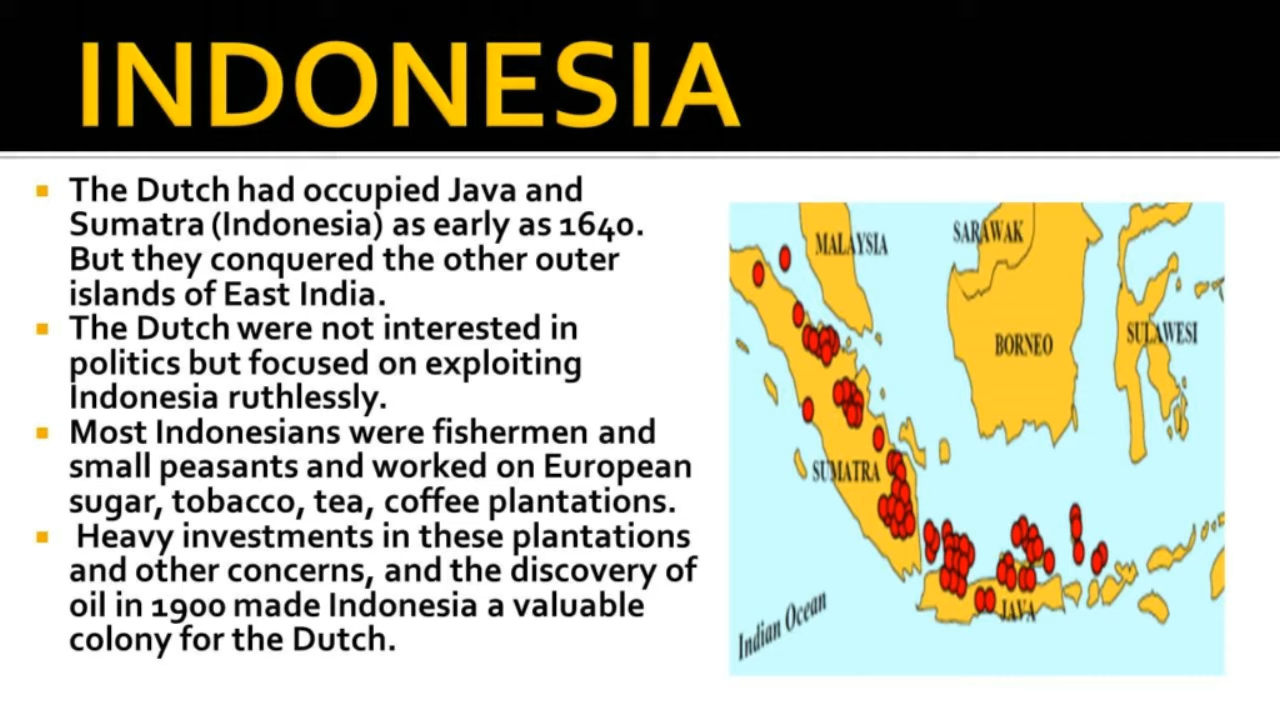 INDONESIA
The Dutch had occupied Java and
Sumatra (Indonesia) as early as 1640.
But they conquered the other outer
islands of East India.
The Dutch were not interested in
politics but focused on exploiting
Indonesia ruthlessly.
Most Indonesians were fishermen and
small peasants and worked on European
sugar, tobacco, tea, coffee plantations.
Heavy investments in these plantations
and other concerns, and the discovery of
oil in 1900 made Indonesia a valuable
colony for the Dutch.
MALAYSIA
SARAWAK
BORNEO
SULAWESI
SUMATRA
JAVA
Indian Ocean